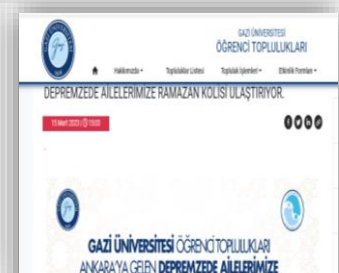 GAZİ ÜNİVERSİTESİ
ÖĞRENCİ TOPLULUKLARI
Hakkımızda
Topluluklar Listesi
Topluluk İşlemleri
Etkinlik Formları
DEPREMZEDE AİLELERİMİZE RAMAZAN KOLİSİ ULAŞTIRIYOR.
15 Mart 2023
GAZİ ÜNİVERSİTESİ ÖĞRENCİ TOPLULUKLARI
ANKARA'YA GELEN DEPREMZEDE AİLELERİMİZE